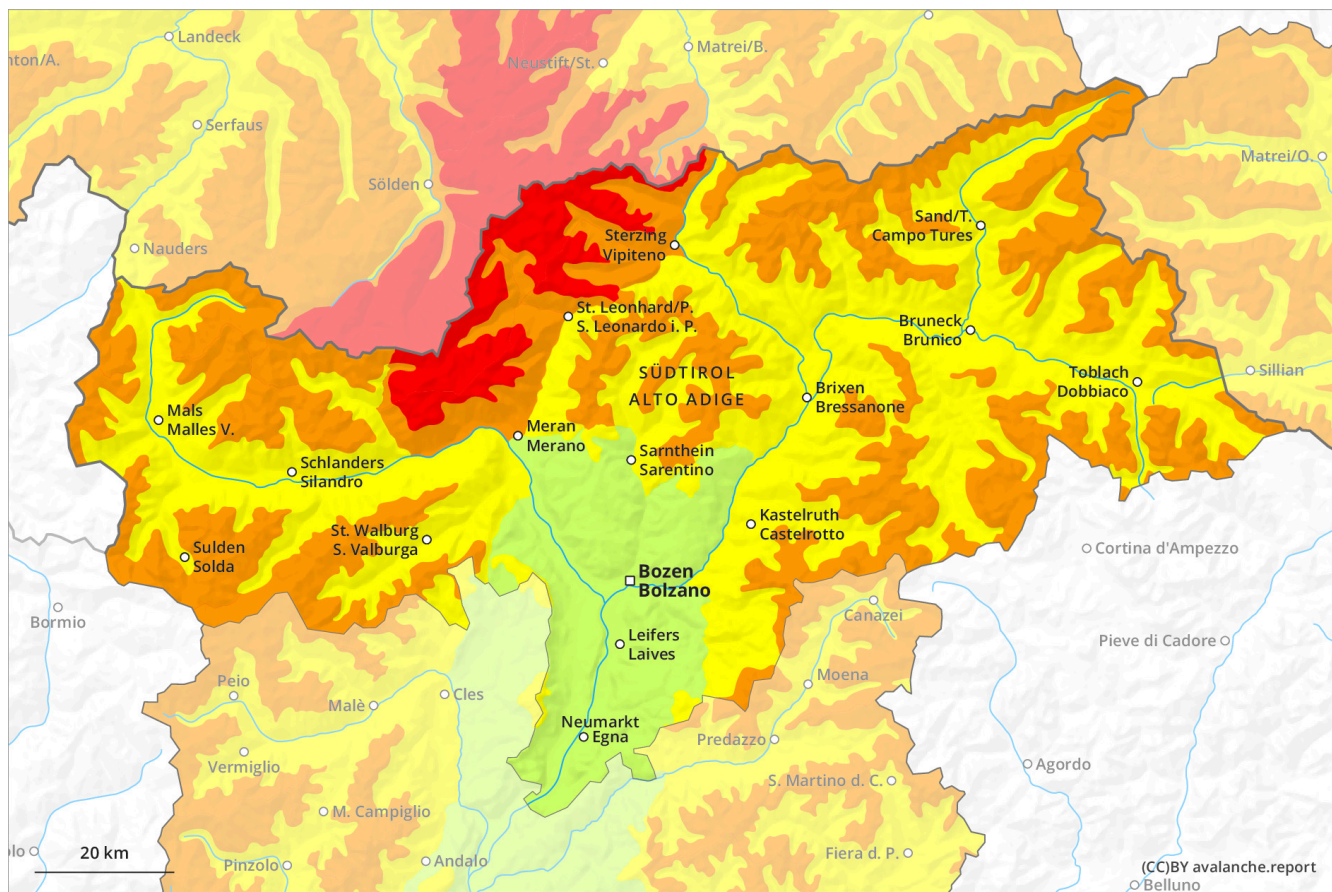 Landeck
nton/A.
Neustift/St.
Matrei/B.
Serfaus
Matrei/O.
Sölden
Sand/T.
Campo Tures
Nauders
Sterzing
Vipiteno
St. Leonhard/P.
S. Leonardo i. P.
Bruneck
Brunico
SÜDTIROL
ALTO ADIGE
Toblach
Dobbiaco
Sillian
Brixen
Bressanone
Mals
Malles V.
Meran
Merano
Sarnthein
Sarentino
Schlanders
Silandro
Kastelruth
Castelrotto
St. Walburg
S. Valburga
Sulden
Solda
Cortina d'Ampezzo
Bozen
Bolzano
Bormio
Canazei
Leifers
Laives
Pieve di Cadore
Peio
Moena
Cles
Malè
Neumarkt
Egna
Predazzo
Vermiglio
Agordo
S. Martino d. C.
M. Campiglio
lo
20 km
Pinzolo
Andalo
Fiera d. P.
(CC)BY avalanche.report
Belluno